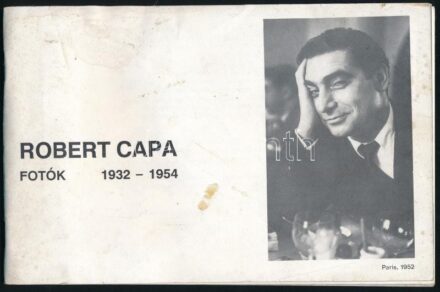 ROBERT CAPA
FOTÓK 1932 – 1954
Paris, 1952